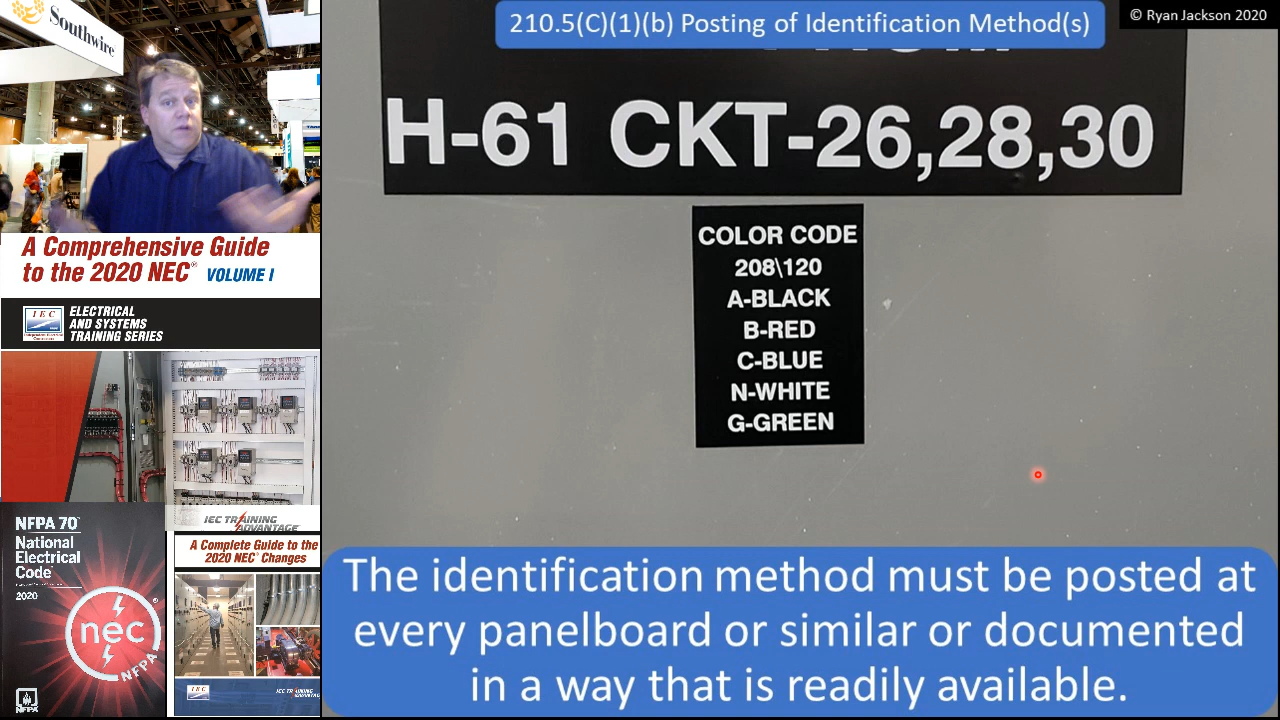 Southwire
210.5(C)(1)(b) Posting of Identification Method(s)
© Ryan Jackson 2020
H-61 CKT-26,28,30
COLOR CODE
208\120
A-BLACK
B-RED
C-BLUE
N-WHITE
G-GREEN
A Comprehensive Guide
to the 2020 NEC® VOLUME I
IEC
ELECTRICAL
AND SYSTEMS
TRAINING SERIES
IEC TRAINING
ADVANTAGE
NFPA 70®
National
Electrical
Code®
2020
nec®
NFPA
A Complete Guide to the
2020 NEC® Changes
IEC
The identification method must be posted at
every panelboard or similar or documented
in a way that is readily available.